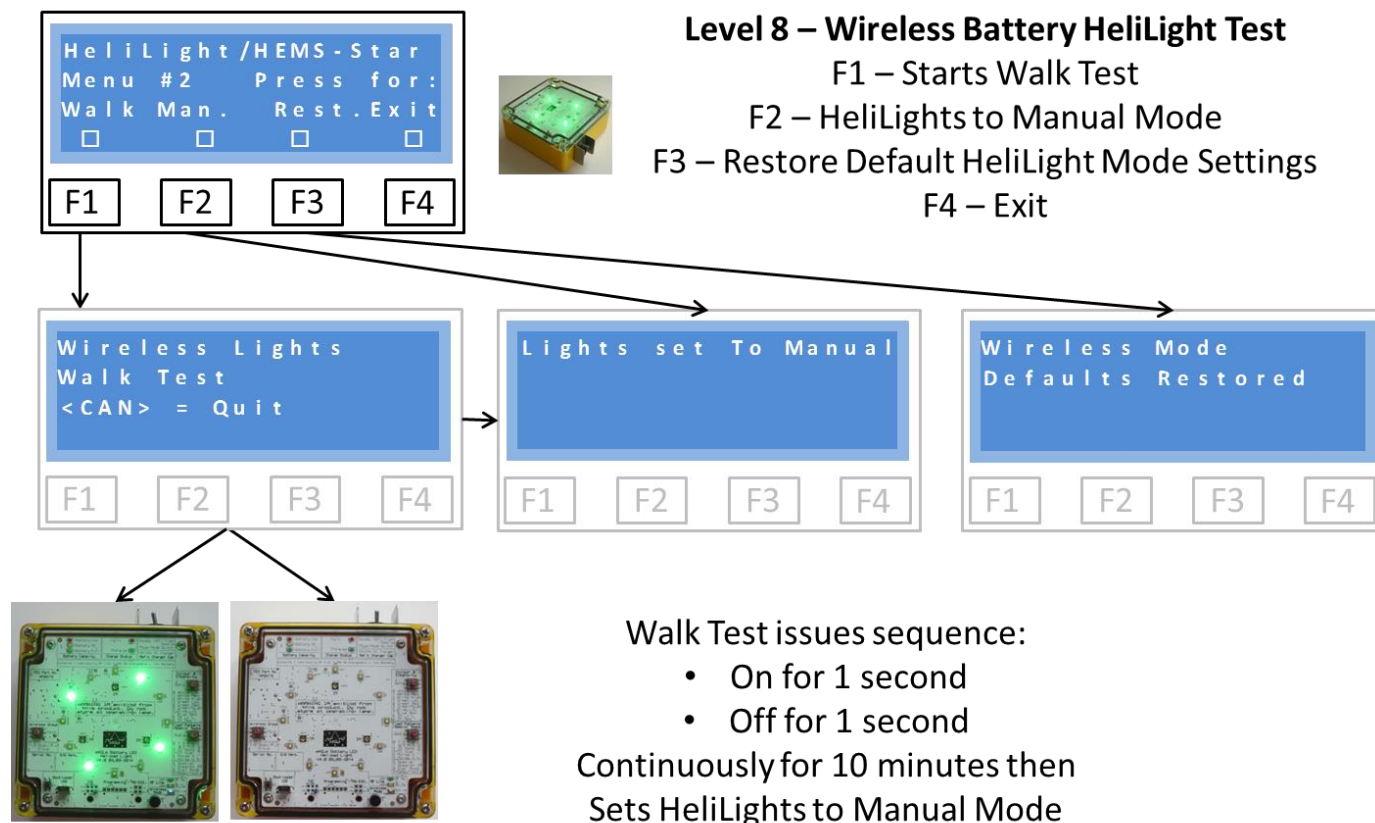 HeliLight/HEMS-Star
Menu #2 Press for:
Walk Man. Rest.Exit
F1 F2 F3 F4
Level 8 – Wireless Battery HeliLight Test
F1 – Starts Walk Test
F2 – HeliLights to Manual Mode
F3 – Restore Default HeliLight Mode Settings
F4 – Exit
Wireless Lights
Walk Test
<CAN> = Quit
F1 F2 F3 F4
Lights set To Manual
F1 F2 F3 F4
Wireless Mode
Defaults Restored
F1 F2 F3 F4
Walk Test issues sequence:
• On for 1 second
• Off for 1 second
Continuously for 10 minutes then
Sets HeliLights to Manual Mode